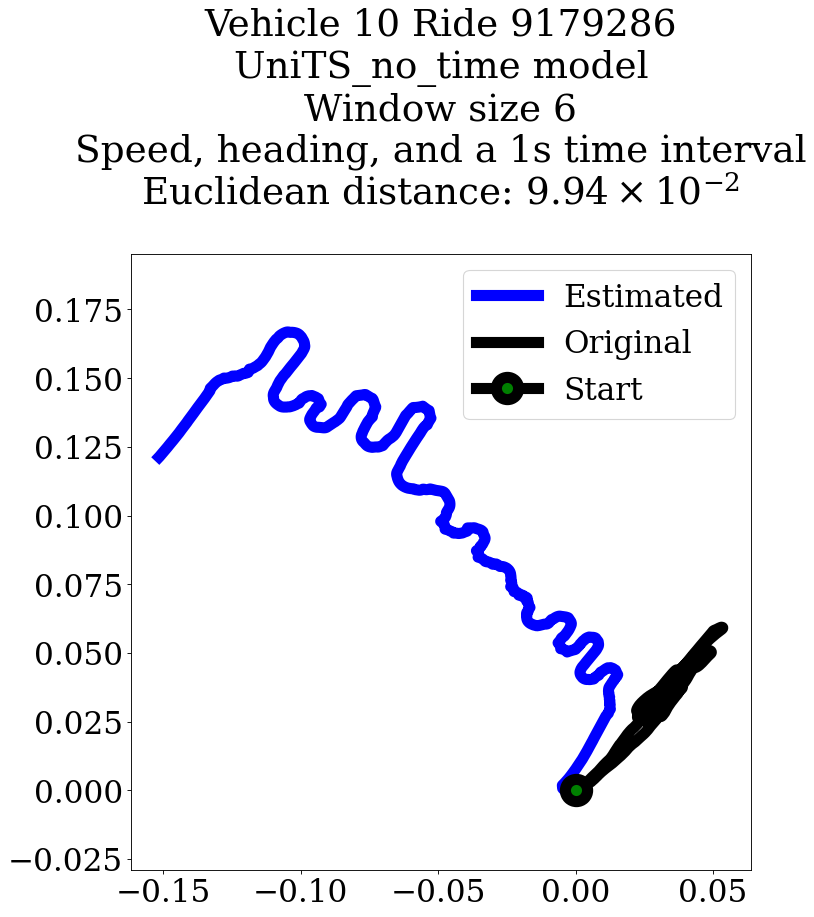 Vehicle 10 Ride 9179286
UniTS_no_time model
Window size 6
Speed, heading, and a 1s time interval
Euclidean distance: 9.94 × 10⁻²
Estimated
Original
Start
0.175
0.150
0.125
0.100
0.075
0.050
0.025
0.000
−0.025
−0.15 −0.10 −0.05 0.00 0.05